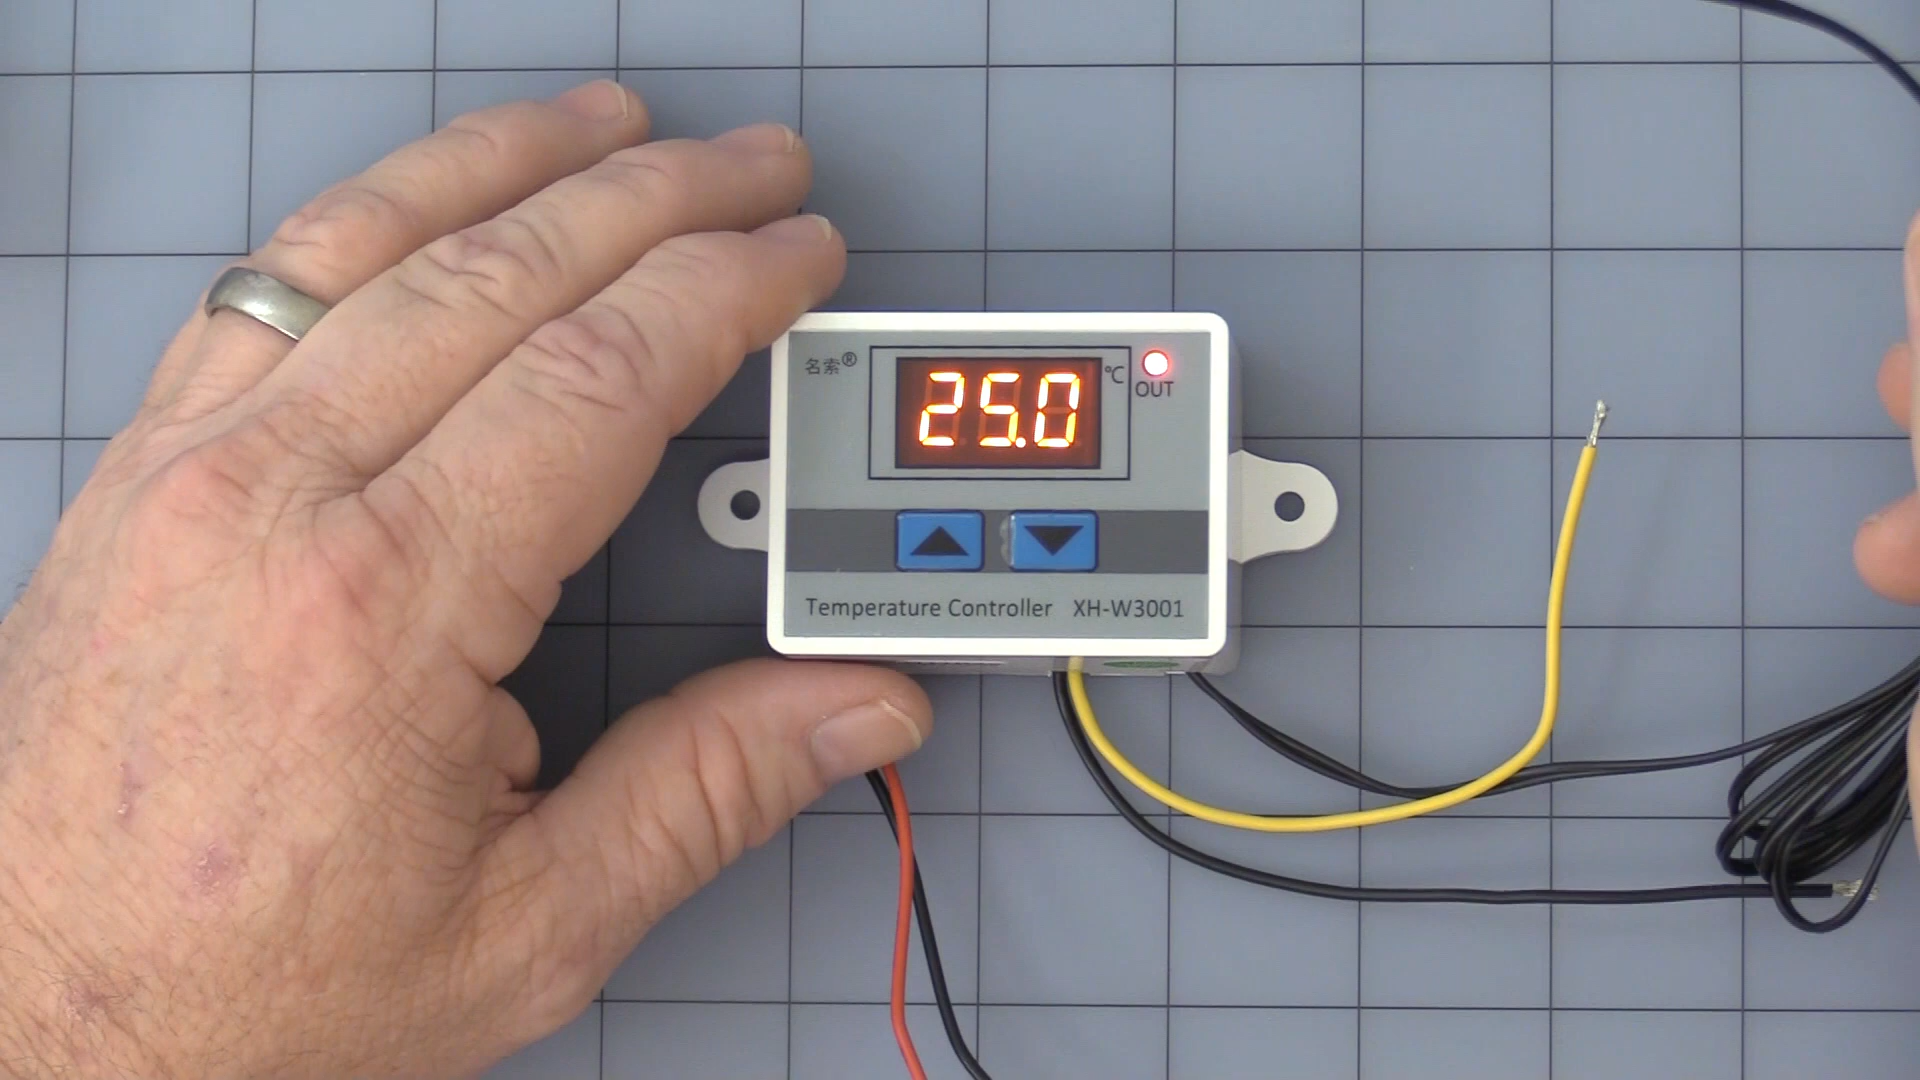 名索®
25.0
℃
OUT
Temperature Controller XH-W3001